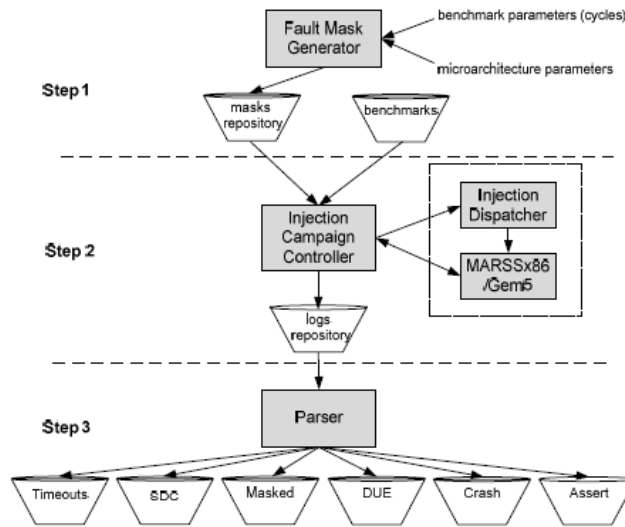 benchmark parameters (cycles)
Fault Mask
Generator
microarchitecture parameters
Step 1
masks
repository
benchmarks
Injection
Dispatcher
Injection
Campaign
Controller
Step 2
MARSSx86
/Gem5
logs
repository
Parser
Step 3
Timeouts
SDC
Masked
DUE
Crash
Assert